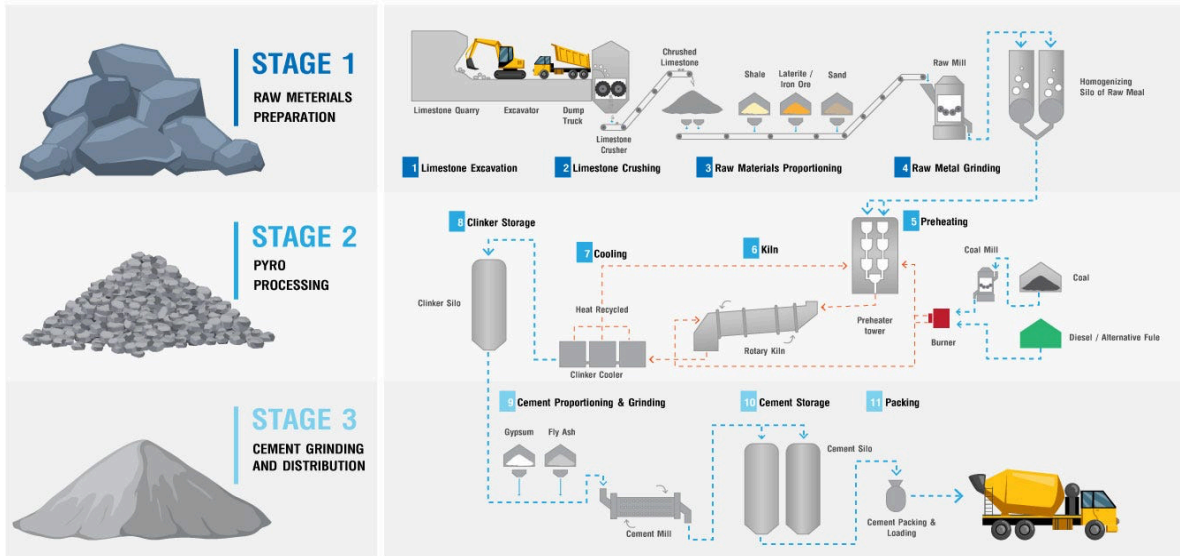 STAGE 1
RAW METERIALS
PREPARATION
Limestone Quarry
Excavator
Dump
Truck
Limestone
Crusher
Chrushed
Limestone
Shale
Laterite /
Iron Oro
Sand
Raw Mill
Homogenizing
Silo of Raw Meal
1 Limestone Excavation
2 Limestone Crushing
3 Raw Materials Proportioning
4 Raw Metal Grinding
STAGE 2
PYRO
PROCESSING
8 Clinker Storage
7 Cooling
6 Kiln
5 Preheating
Clinker Silo
Heat Recycled
Clinker Cooler
Rotary Kiln
Preheater
tower
Coal Mill
Coal
Burner
Diesel / Alternative Fule
STAGE 3
CEMENT GRINDING
AND DISTRIBUTION
9 Cement Proportioning & Grinding
10 Cement Storage
11 Packing
Gypsum
Fly Ash
Cement Mill
Cement Silo
Cement Packing &
Loading